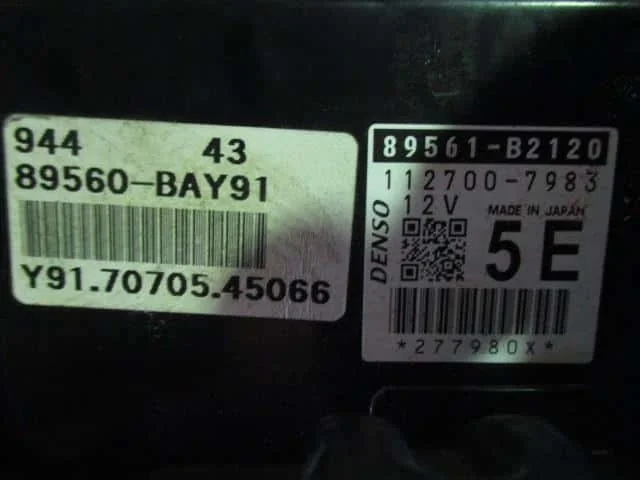 944 43
89560-BAY91
Y91.70705.45066
89561-B2120
112700-7983
12V
MADE IN JAPAN
DENSO
5E
*277980X*